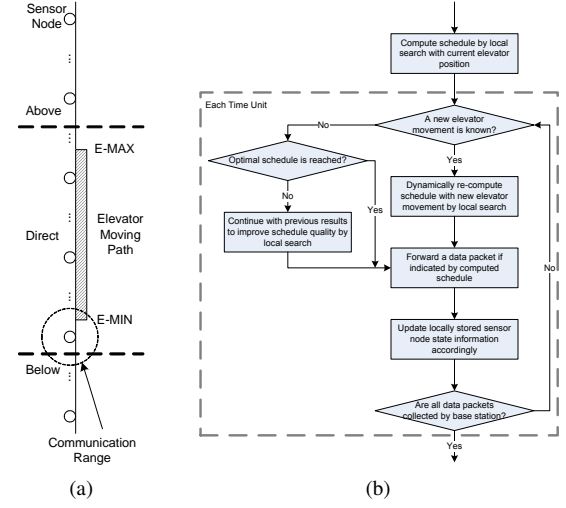 Sensor
Node
...
Above
E-MAX
...
Direct
Elevator
Moving
Path
...
E-MIN
Below
...
Communication
Range
(a)
Compute schedule by local
search with current elevator
position
Each Time Unit
A new elevator
movement is known?
No
Yes
Optimal schedule is reached?
No
Yes
Dynamically re-compute
schedule with new elevator
movement by local search
Continue with previous results
to improve schedule quality by
local search
Forward a data packet if
indicated by computed
schedule
No
Update locally stored sensor
node state information
accordingly
Are all data packets
collected by base station?
Yes
(b)